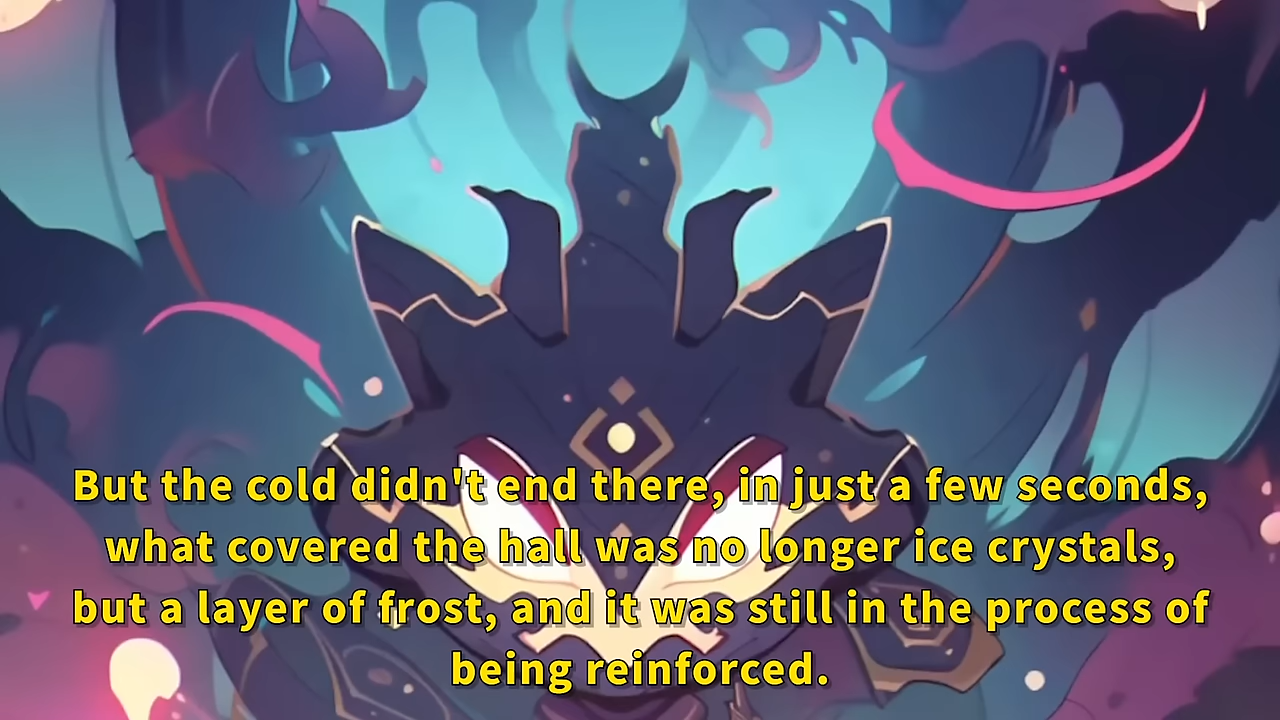 But the cold didn't end there, in just a few seconds,
what covered the hall was no longer ice crystals,
but a layer of frost, and it was still in the process of
being reinforced.